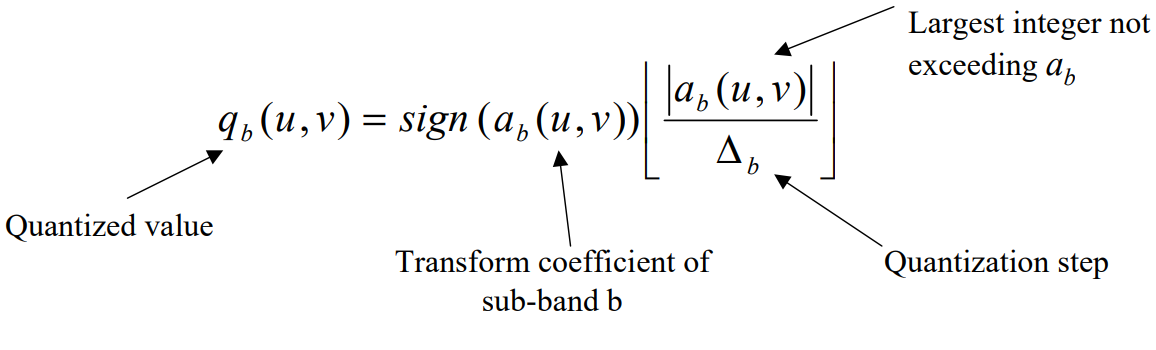 Largest integer not
exceeding a_b
q_b(u,v) = sign(a_b(u,v))⌊|a_b(u,v)|/Δ_b⌋
Quantized value
Transform coefficient of
sub-band b
Quantization step